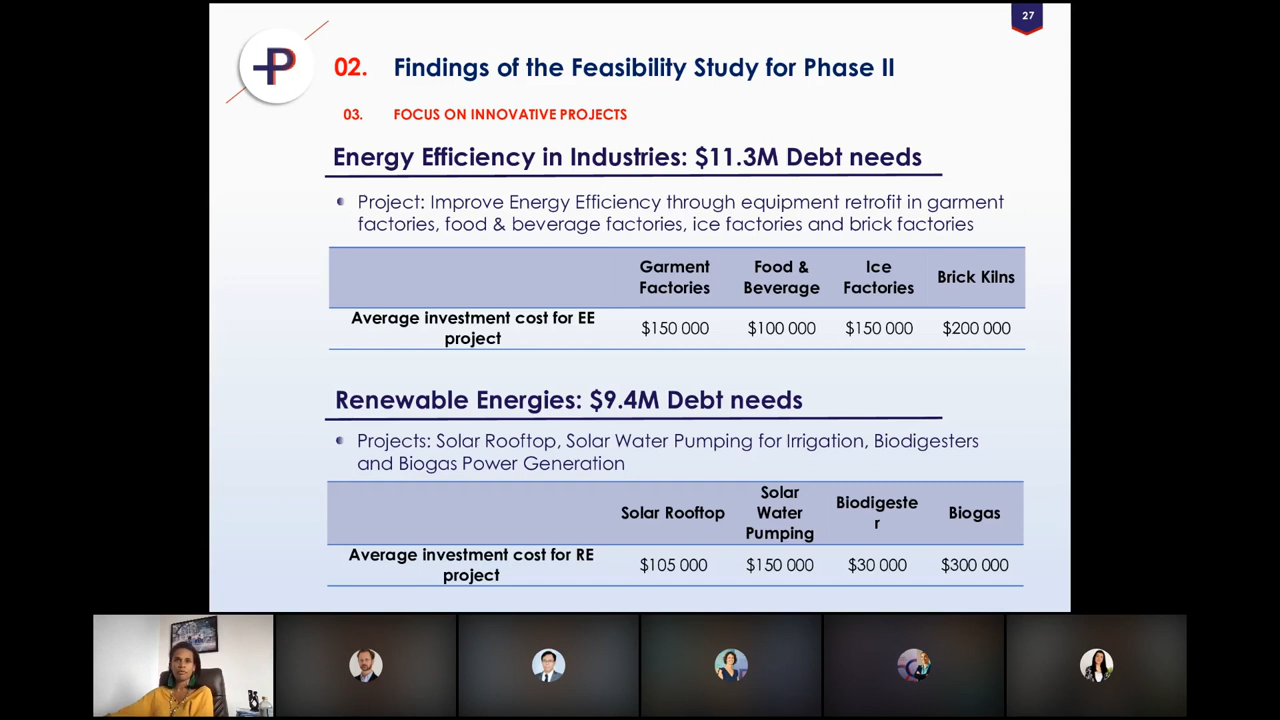 27
P
02. Findings of the Feasibility Study for Phase II
03. FOCUS ON INNOVATIVE PROJECTS
Energy Efficiency in Industries: $11.3M Debt needs
Project: Improve Energy Efficiency through equipment retrofit in garment
factories, food & beverage factories, ice factories and brick factories
Garment
Factories
Food &
Beverage
Ice
Factories
Brick Kilns
Average investment cost for EE
project
$150 000
$100 000
$150 000
$200 000
Renewable Energies: $9.4M Debt needs
Projects: Solar Rooftop, Solar Water Pumping for Irrigation, Biodigesters
and Biogas Power Generation
Solar Rooftop
Solar
Water
Pumping
Biodigeste
r
Biogas
Average investment cost for RE
project
$105 000
$150 000
$30 000
$300 000